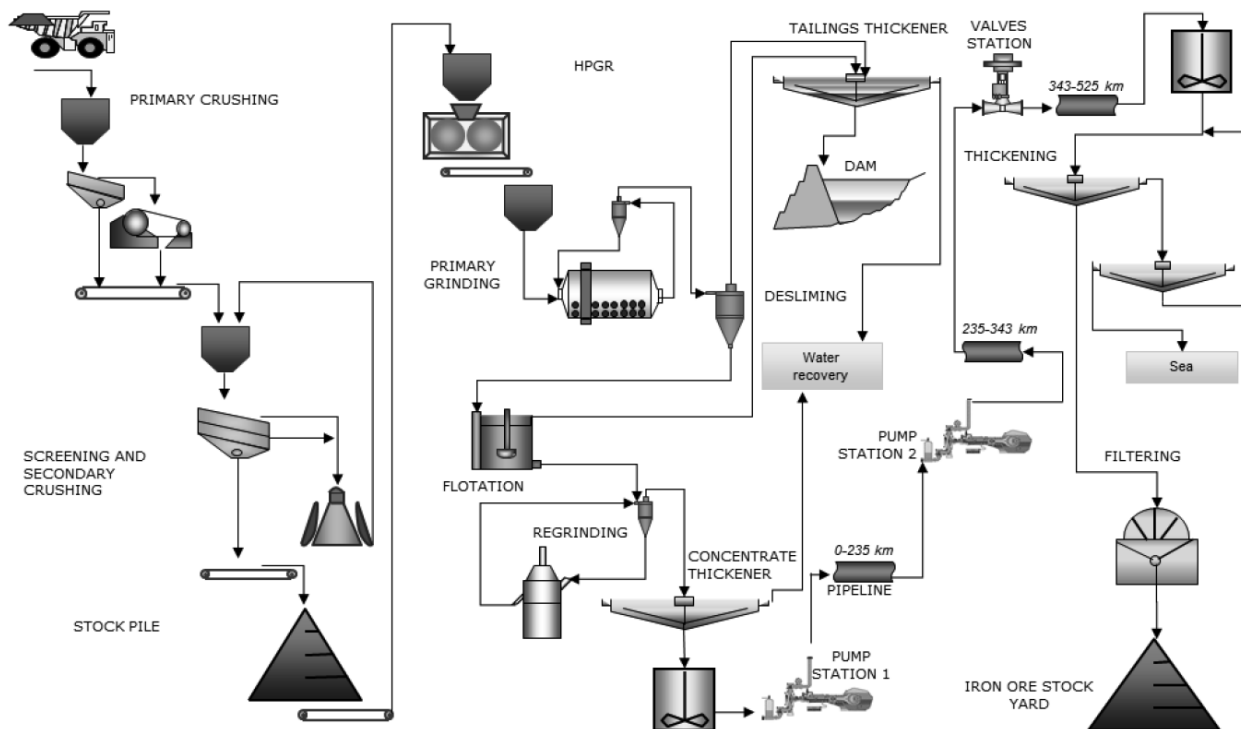 PRIMARY CRUSHING
SCREENING AND
SECONDARY
CRUSHING
STOCK PILE
HPGR
PRIMARY
GRINDING
DESLIMING
TAILINGS THICKENER
DAM
Water
recovery
FLOTATION
REGRINDING
CONCENTRATE
THICKENER
PUMP
STATION 1
0-235 km
PIPELINE
PUMP
STATION 2
235-343 km
VALVES
STATION
343-525 km
THICKENING
Sea
FILTERING
IRON ORE STOCK
YARD